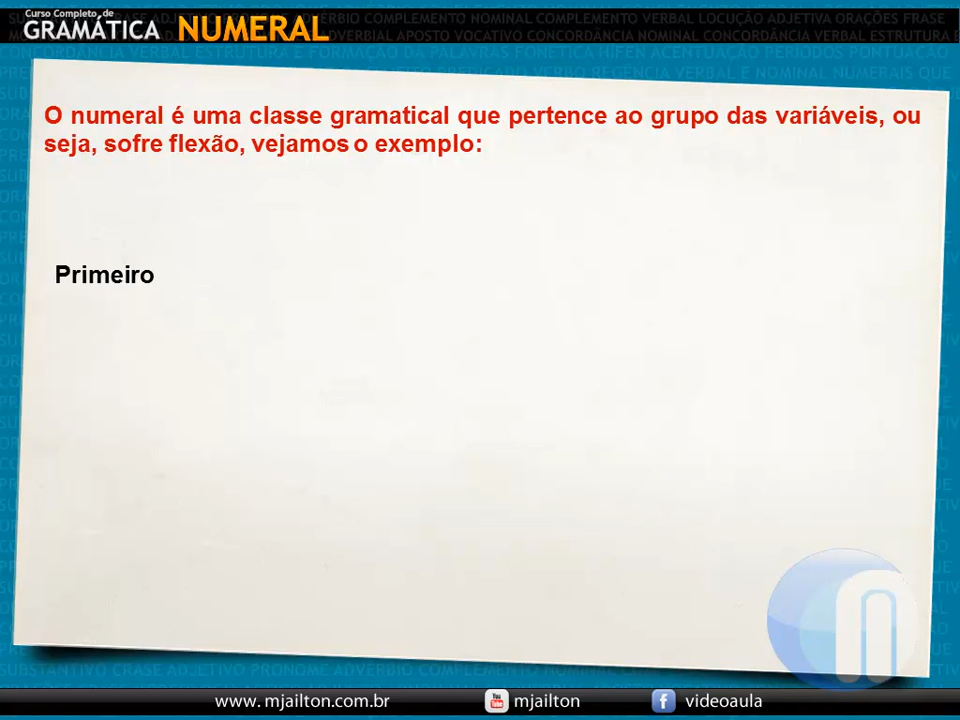 Curso Completo de
GRAMÁTICA NUMERAL
O numeral é uma classe gramatical que pertence ao grupo das variáveis, ou
seja, sofre flexão, vejamos o exemplo:
Primeiro
www. mjailton.com.br mjailton videoaula